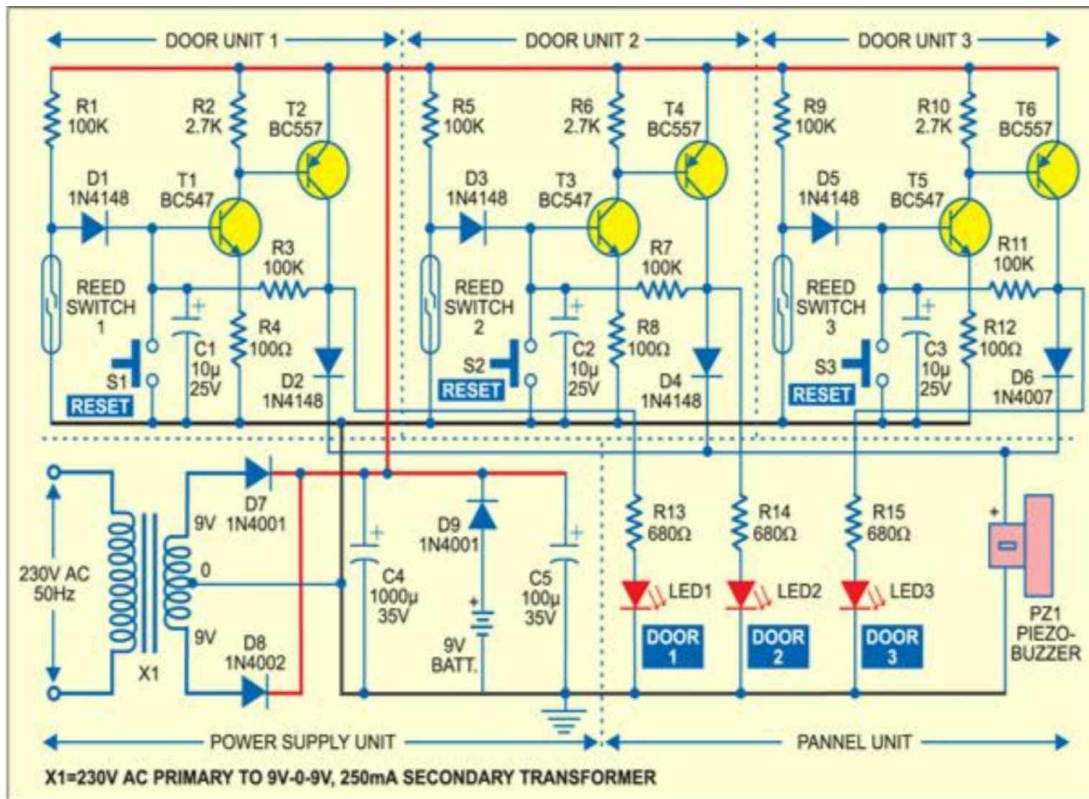 DOOR UNIT 1
DOOR UNIT 2
DOOR UNIT 3
R1
100K
R2
2.7K
T2
BC557
D1
1N4148
T1
BC547
R3
100K
REED
SWITCH
1
S1
RESET
C1
10µ
25V
+
R4
100Ω
D2
1N4148
R5
100K
R6
2.7K
T4
BC557
D3
1N4148
T3
BC547
R7
100K
REED
SWITCH
2
S2
RESET
C2
10µ
25V
+
R8
100Ω
D4
1N4148
R9
100K
R10
2.7K
T6
BC557
D5
1N4148
T5
BC547
R11
100K
REED
SWITCH
3
S3
RESET
C3
10µ
25V
+
R12
100Ω
D6
1N4007
230V AC
50Hz
X1
9V
0
9V
D7
1N4001
D8
1N4002
+
C4
1000µ
35V
D9
1N4001
+
9V
BATT.
+
C5
100µ
35V
R13
680Ω
LED1
DOOR
1
R14
680Ω
LED2
DOOR
2
R15
680Ω
LED3
DOOR
3
+
PZ1
PIEZO-
BUZZER
POWER SUPPLY UNIT
PANNEL UNIT
X1=230V AC PRIMARY TO 9V-0-9V, 250mA SECONDARY TRANSFORMER